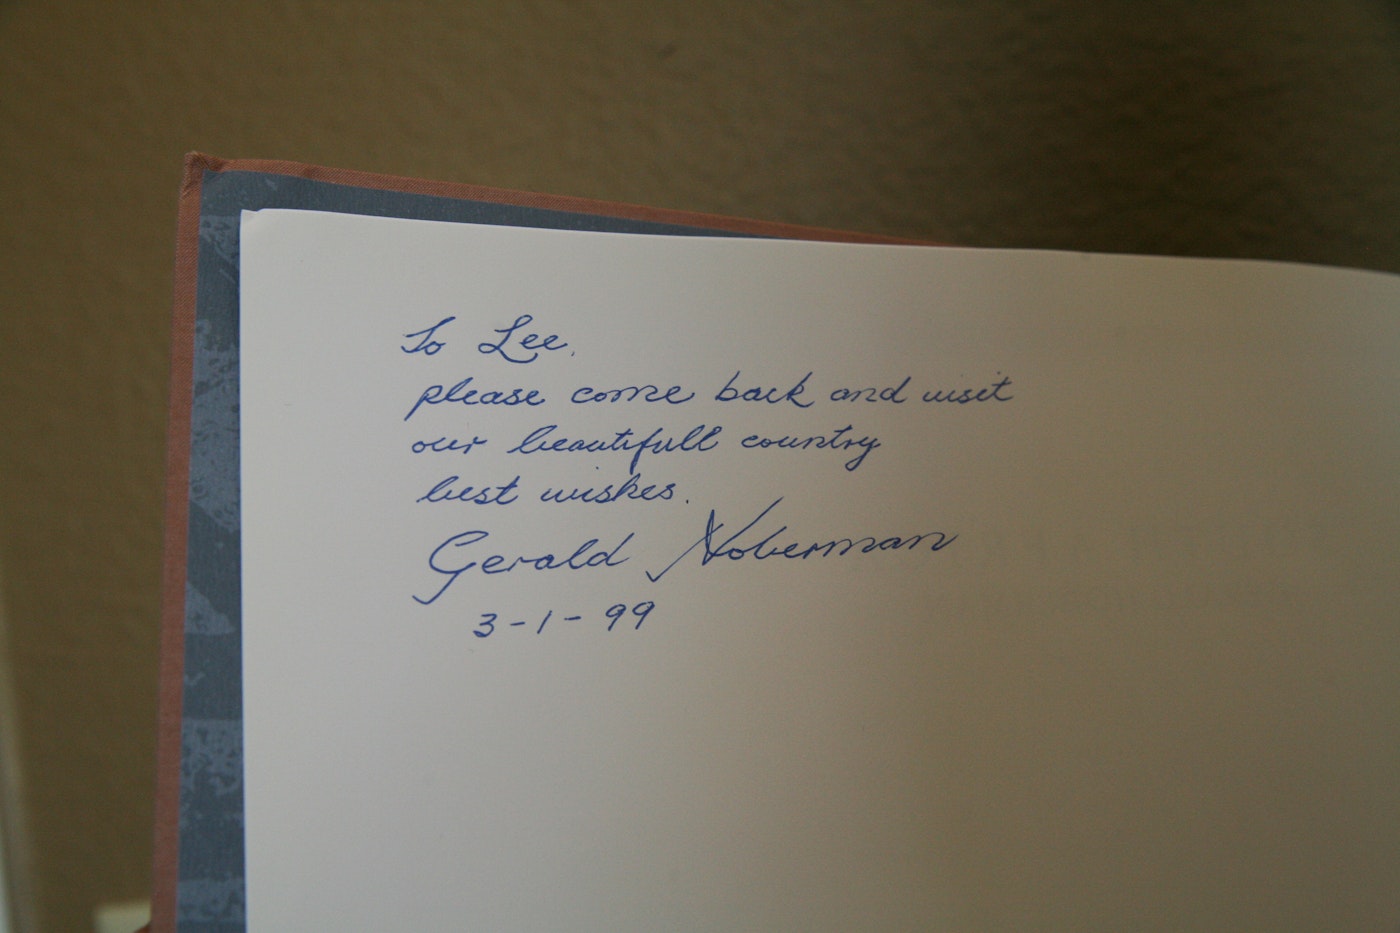 To Lee,
please come back and visit
our beautifull country
best wishes.
Gerald Hoberman
3-1-99